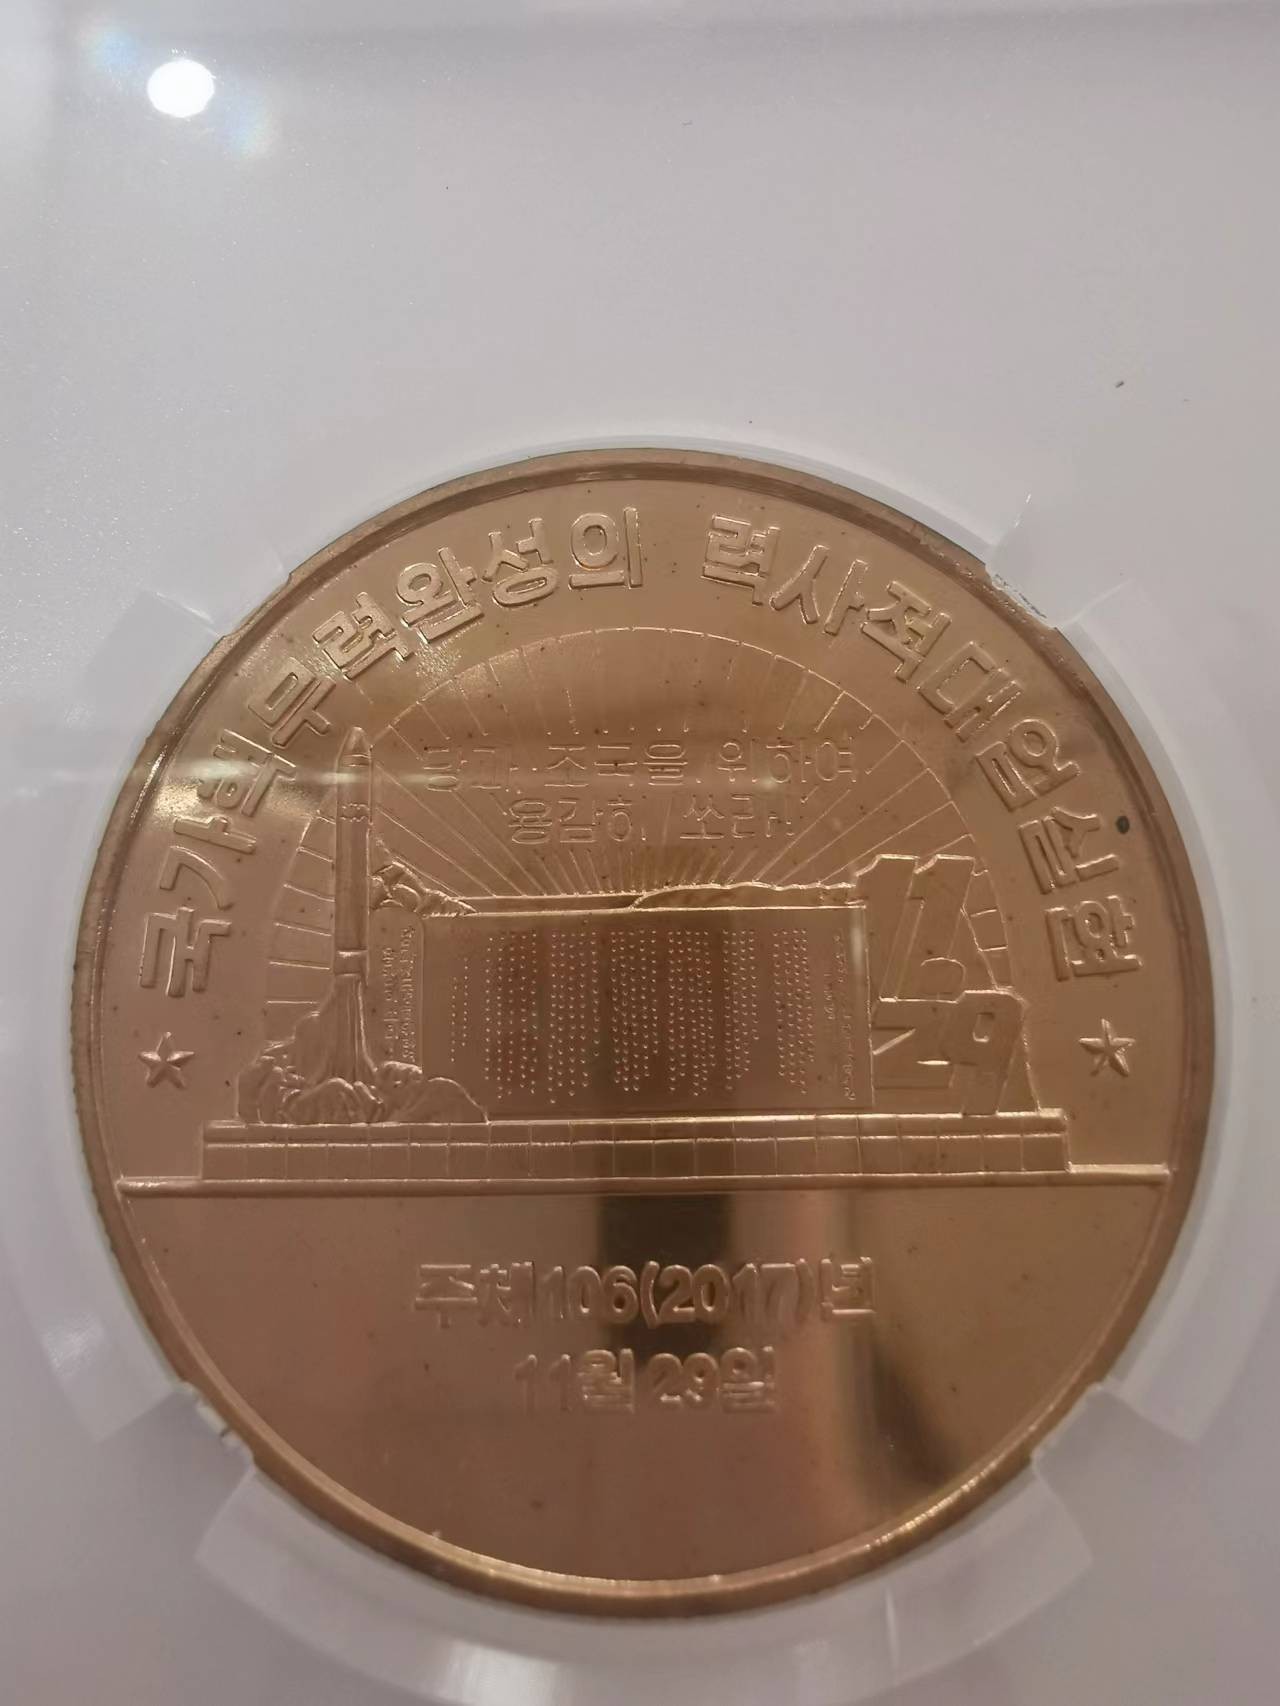 국가핵무력완성의 력사적대업실현
당과 조국을 위하여
용감히 쏘라!
11.29
주체106(2017)년
11월 29일